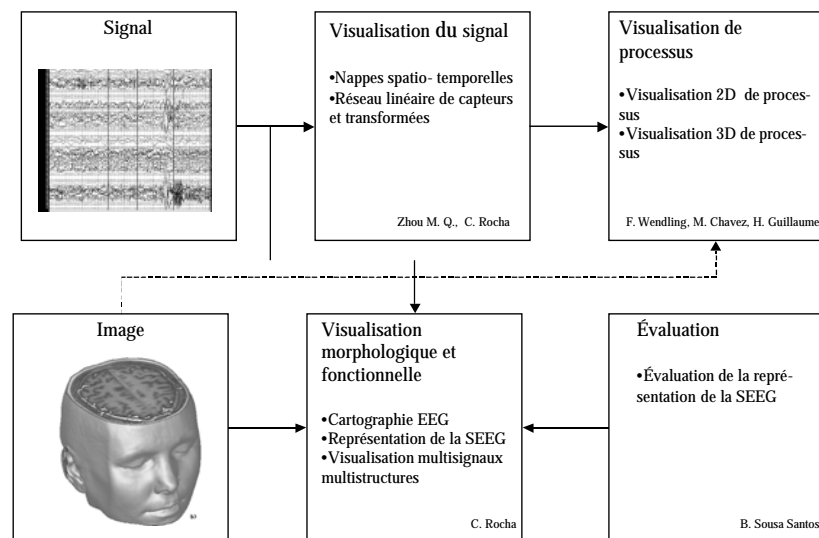 Signal
Visualisation du signal
•Nappes spatio- temporelles
•Réseau linéaire de capteurs
et transformées
Zhou M. Q., C. Rocha
Visualisation de
processus
•Visualisation 2D de proces-
sus
•Visualisation 3D de proces-
sus
F. Wendling, M. Chavez, H. Guillaume
Image
b)
Visualisation
morphologique et
fonctionnelle
•Cartographie EEG
•Représentation de la SEEG
•Visualisation multisignaux
multistructures
C. Rocha
Évaluation
•Évaluation de la repré-
sentation de la SEEG
B. Sousa Santos